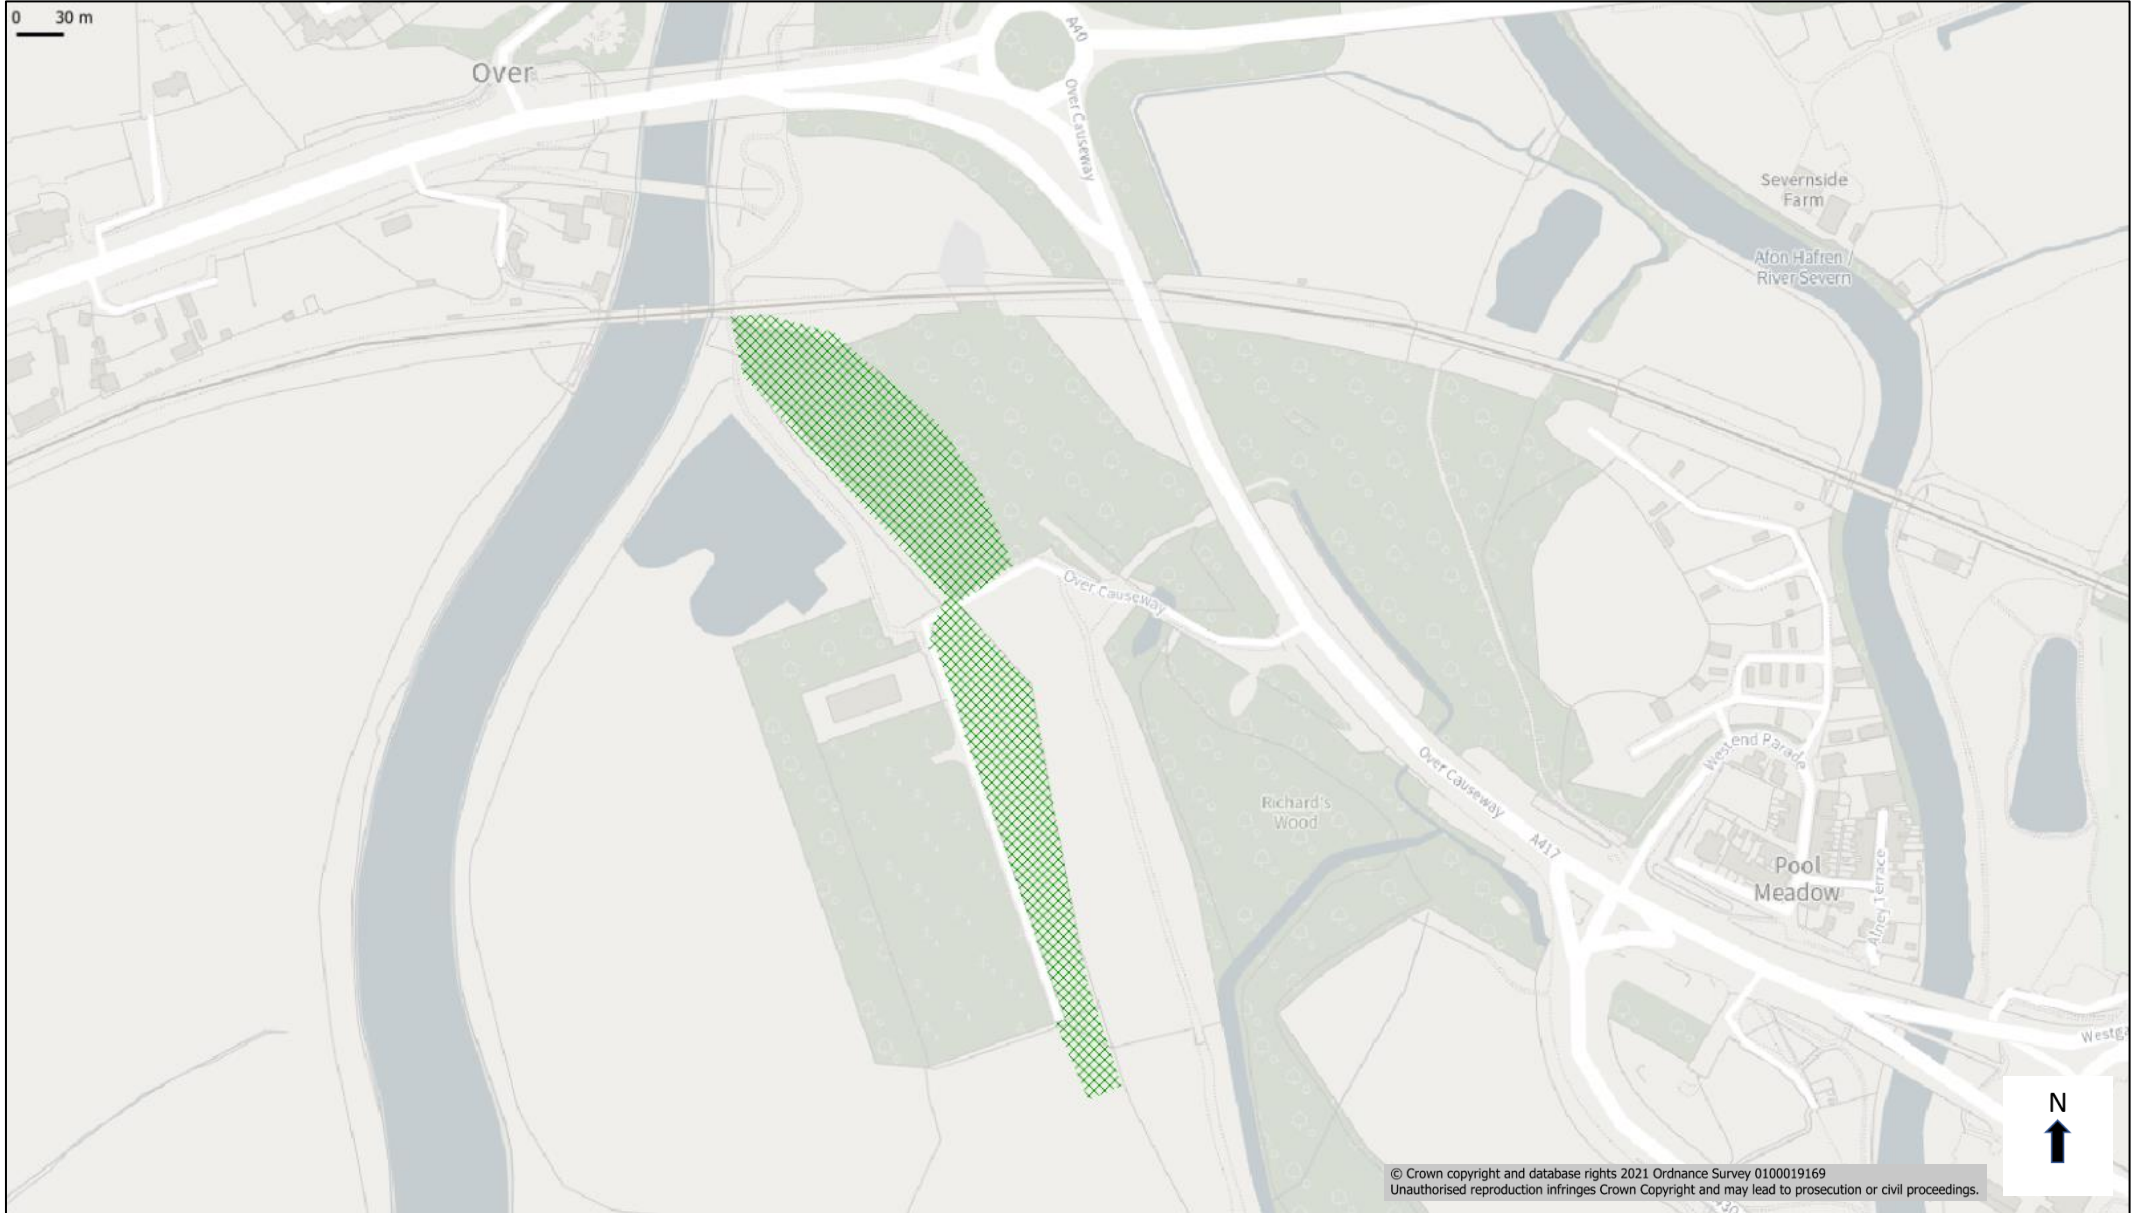 0 30 m
Over
A40
Over Causeway
Severnside
Farm
Afon Hafren /
River Severn
Over Causeway
Over Causeway
Richard's
Wood
Westend Parade
A417
Pool
Meadow
Alney Terrace
Westga
N
© Crown copyright and database rights 2021 Ordnance Survey 0100019169
Unauthorised reproduction infringes Crown Copyright and may lead to prosecution or civil proceedings.